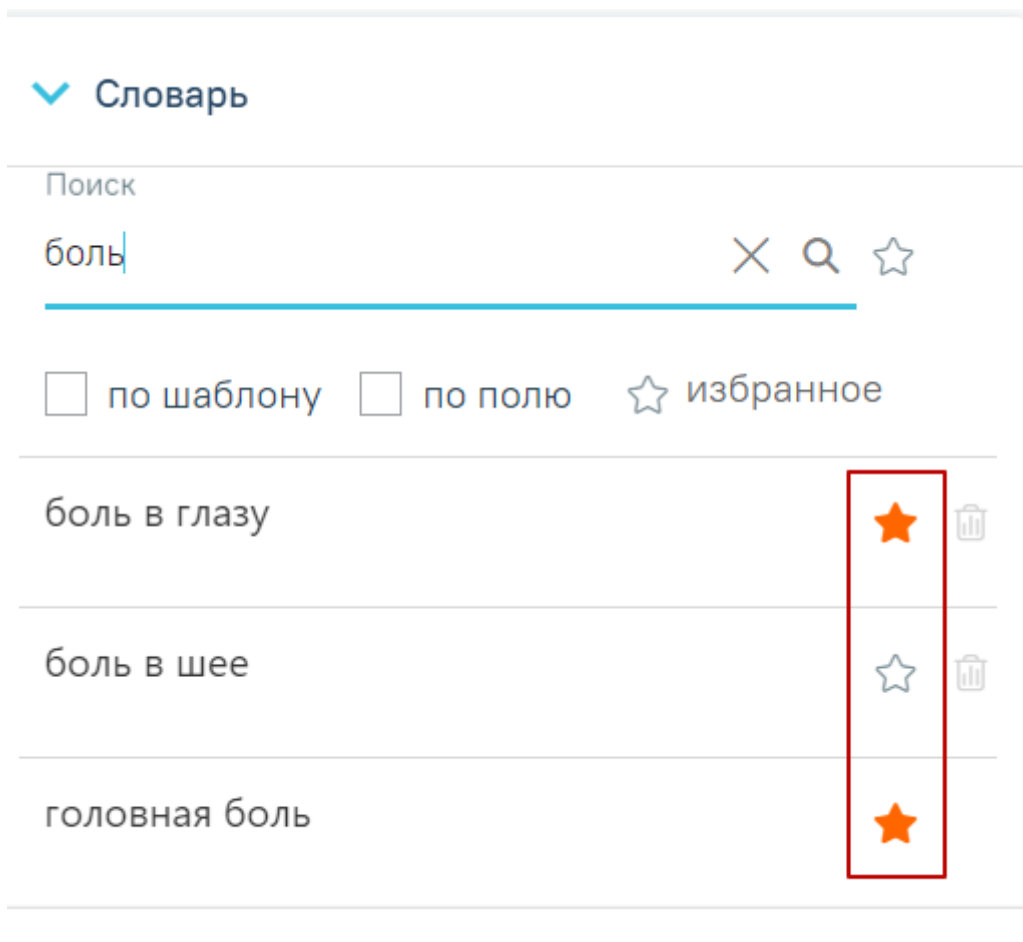 Словарь
Поиск
боль
по шаблону по полю избранное
боль в глазу
боль в шее
головная боль